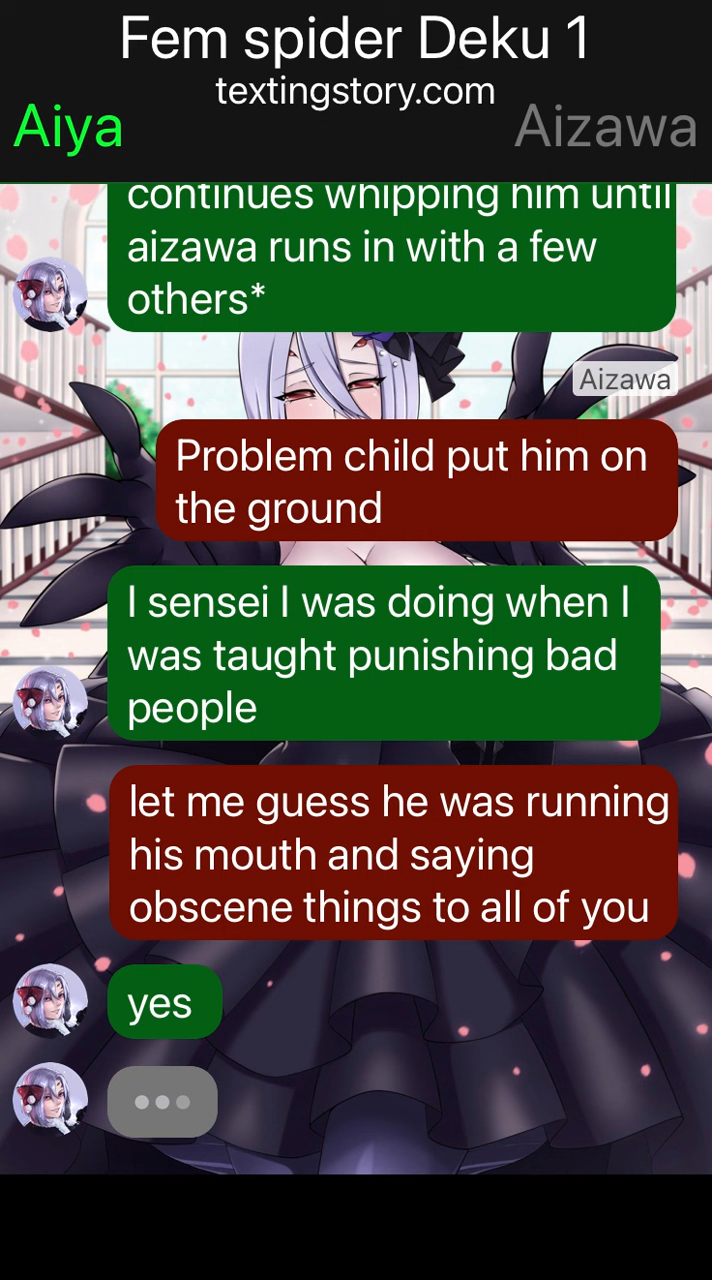 Fem spider Deku 1
textingstory.com
Aiya
Aizawa
continues whipping him until
aizawa runs in with a few
others*
Aizawa
Problem child put him on
the ground
I sensei I was doing when I
was taught punishing bad
people
let me guess he was running
his mouth and saying
obscene things to all of you
yes